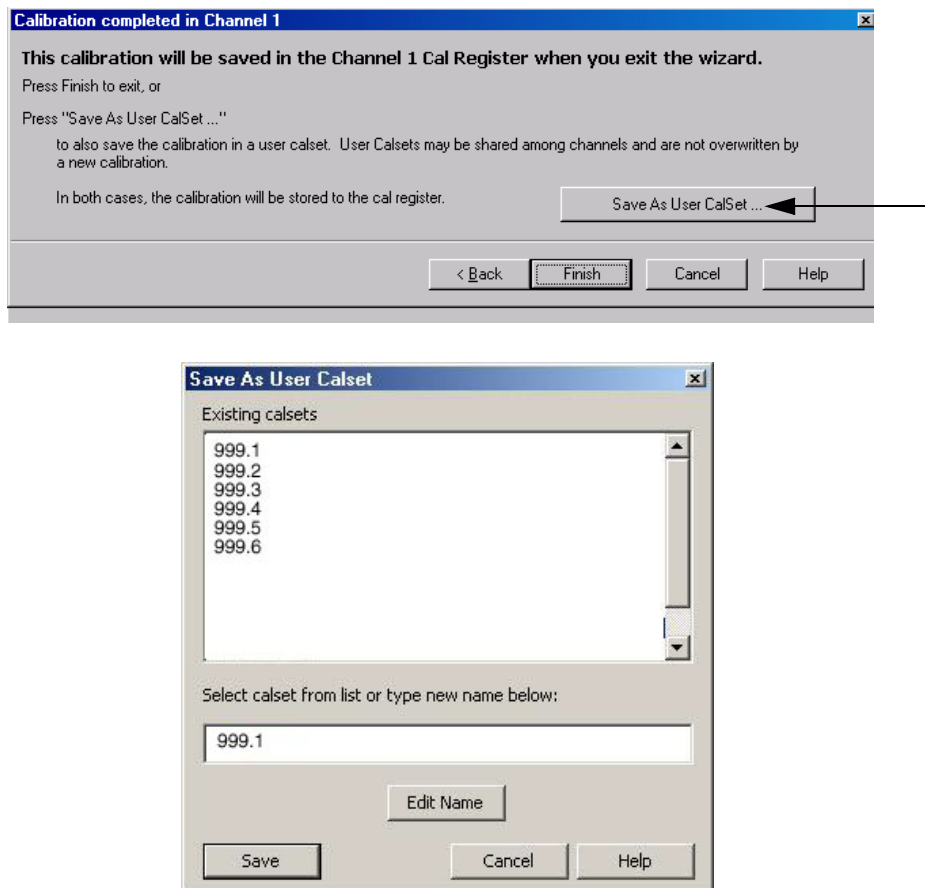 Calibration completed in Channel 1
This calibration will be saved in the Channel 1 Cal Register when you exit the wizard.
Press Finish to exit, or
Press "Save As User CalSet ..."
to also save the calibration in a user calset. User Calsets may be shared among channels and are not overwritten by
a new calibration.
In both cases, the calibration will be stored to the cal register.
Save As User CalSet ...
< Back
Finish
Cancel
Help
Save As User Calset
Existing calsets
999.1
999.2
999.3
999.4
999.5
999.6
Select calset from list or type new name below:
999.1
Edit Name
Save
Cancel
Help